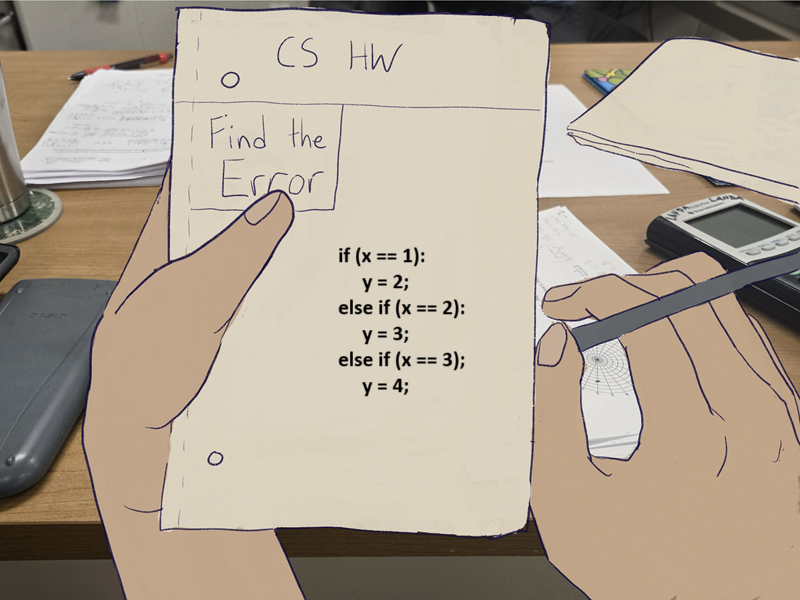 CS HW
Find the
Error
if (x == 1):
y = 2;
else if (x == 2):
y = 3;
else if (x == 3);
y = 4;